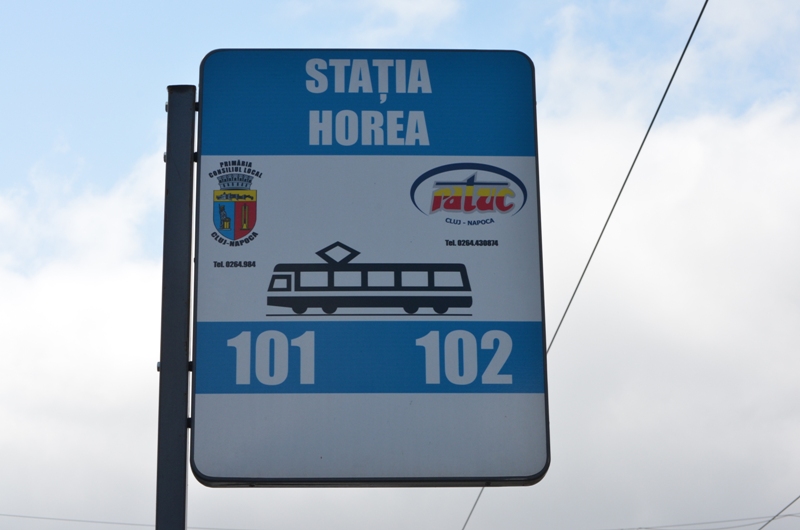 STAȚIA
HOREA
PRIMĂRIA
CONSILIUL LOCAL
CLUJ-NAPOCA
Tel. 0264.984
ratuc
CLUJ - NAPOCA
Tel. 0264.430874
101
102